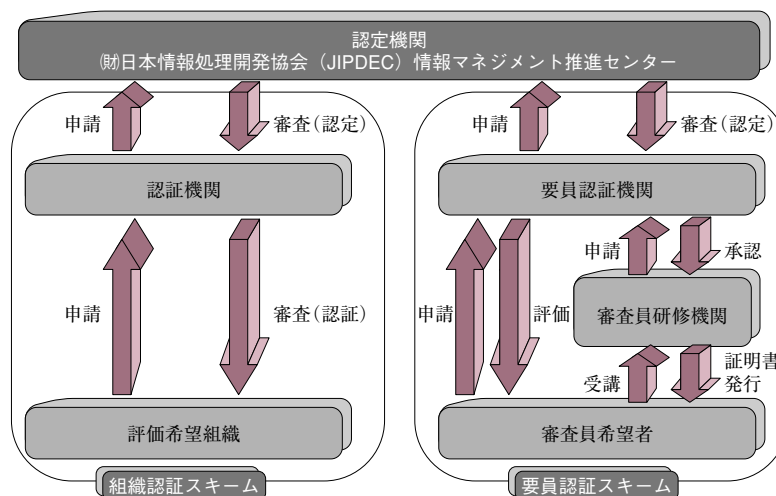 認定機関
㈶日本情報処理開発協会（JIPDEC）情報マネジメント推進センター
申請
審査（認定）
認証機関
申請
審査（認証）
評価希望組織
組織認証スキーム
申請
審査（認定）
要員認証機関
申請
承認
申請
評価
審査員研修機関
受講
証明書
発行
審査員希望者
要員認証スキーム